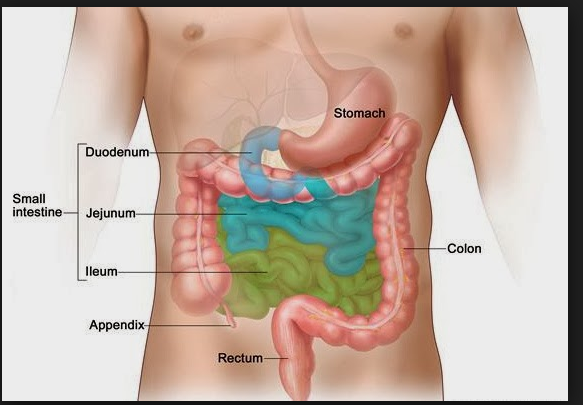 Stomach
Duodenum
Small
intestine
Jejunum
Colon
Ileum
Appendix
Rectum